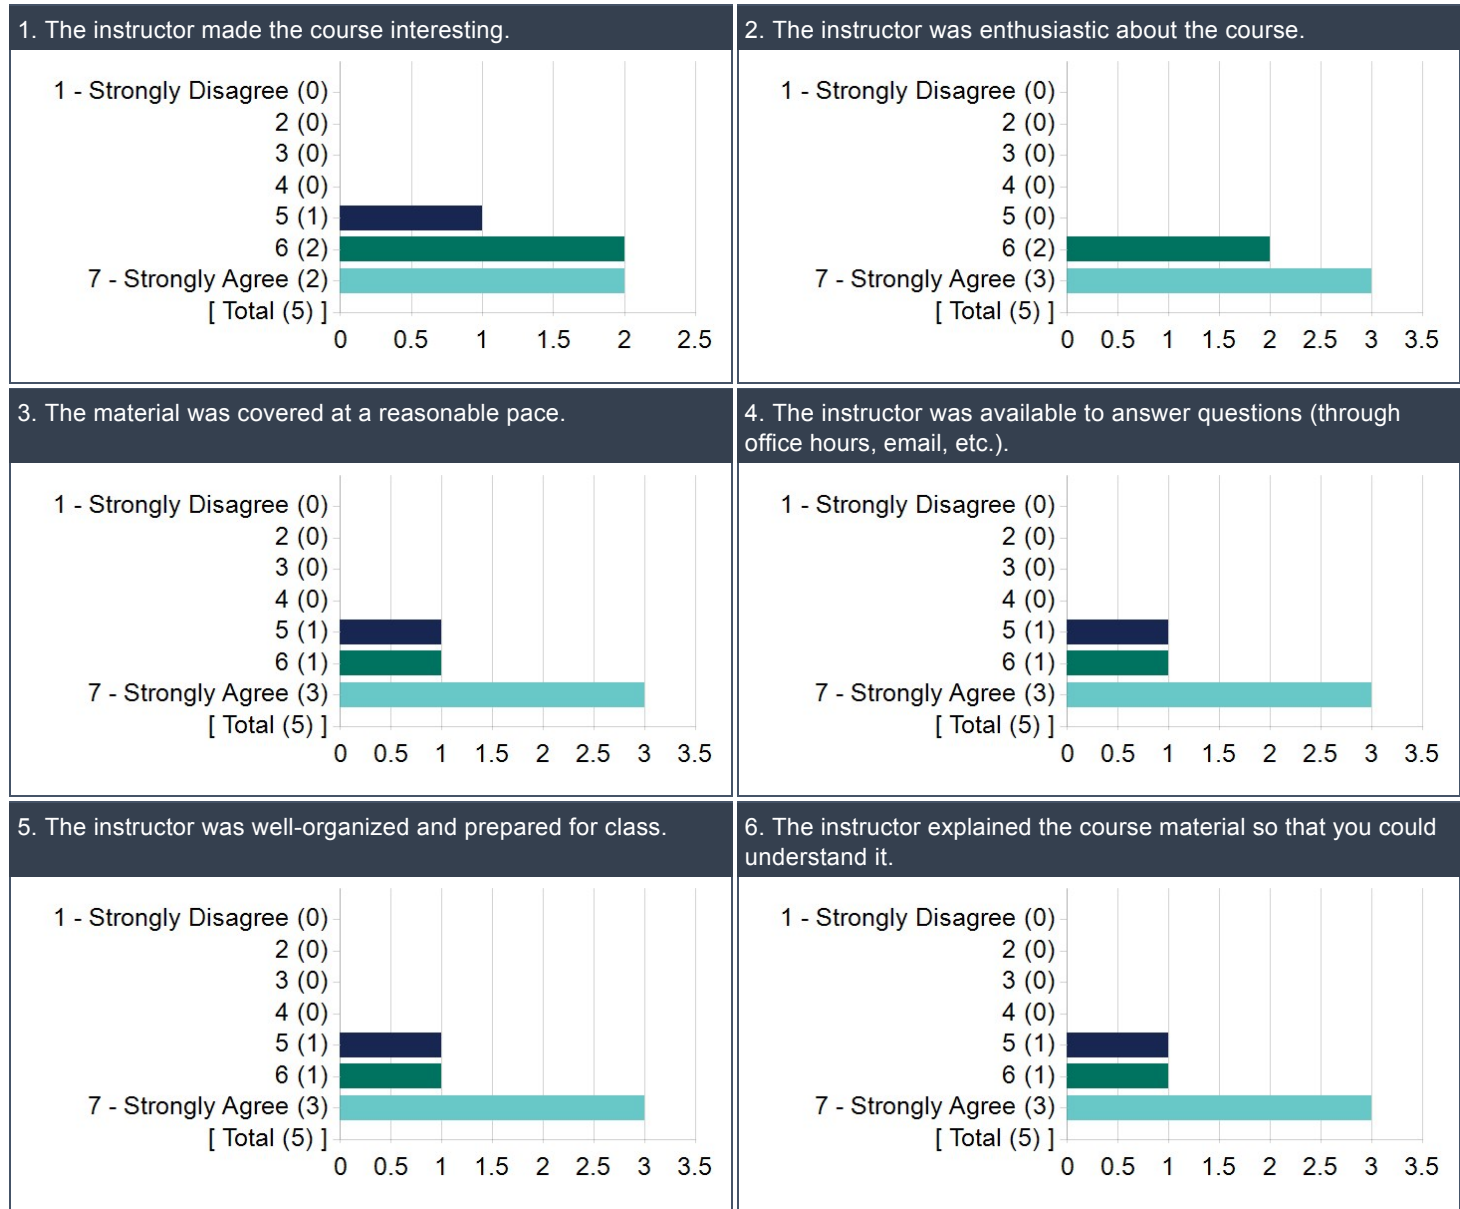 1. The instructor made the course interesting.
1 - Strongly Disagree (0)
2 (0)
3 (0)
4 (0)
5 (1)
6 (2)
7 - Strongly Agree (2)
[ Total (5) ]
0 0.5 1 1.5 2 2.5
2. The instructor was enthusiastic about the course.
1 - Strongly Disagree (0)
2 (0)
3 (0)
4 (0)
5 (0)
6 (2)
7 - Strongly Agree (3)
[ Total (5) ]
0 0.5 1 1.5 2 2.5 3 3.5
3. The material was covered at a reasonable pace.
1 - Strongly Disagree (0)
2 (0)
3 (0)
4 (0)
5 (1)
6 (1)
7 - Strongly Agree (3)
[ Total (5) ]
0 0.5 1 1.5 2 2.5 3 3.5
4. The instructor was available to answer questions (through
office hours, email, etc.).
1 - Strongly Disagree (0)
2 (0)
3 (0)
4 (0)
5 (1)
6 (1)
7 - Strongly Agree (3)
[ Total (5) ]
0 0.5 1 1.5 2 2.5 3 3.5
5. The instructor was well-organized and prepared for class.
1 - Strongly Disagree (0)
2 (0)
3 (0)
4 (0)
5 (1)
6 (1)
7 - Strongly Agree (3)
[ Total (5) ]
0 0.5 1 1.5 2 2.5 3 3.5
6. The instructor explained the course material so that you could
understand it.
1 - Strongly Disagree (0)
2 (0)
3 (0)
4 (0)
5 (1)
6 (1)
7 - Strongly Agree (3)
[ Total (5) ]
0 0.5 1 1.5 2 2.5 3 3.5